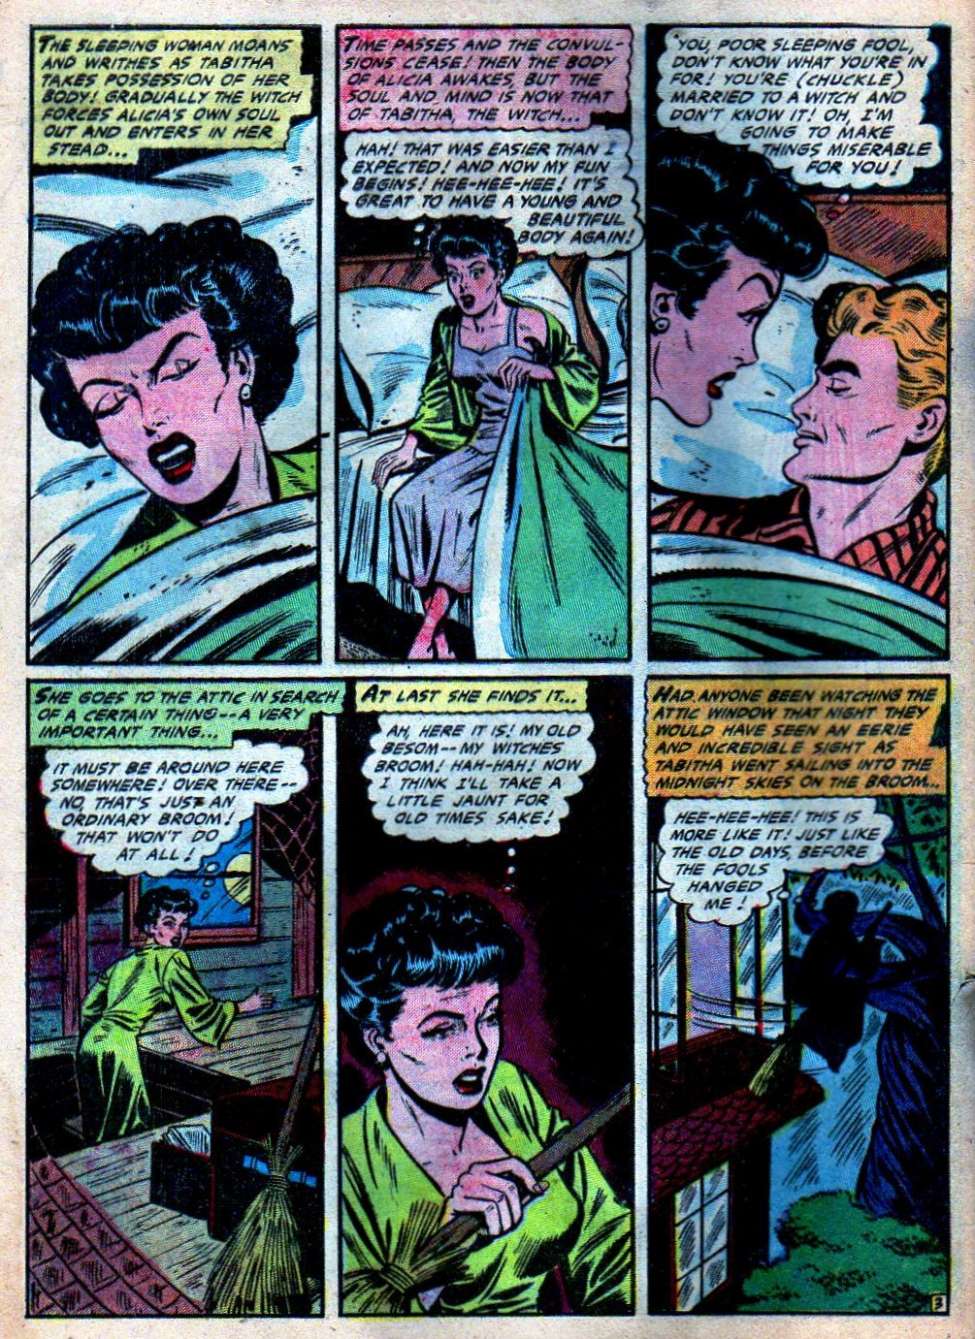 THE SLEEPING WOMAN MOANS
AND WRITHES AS TABITHA
TAKES POSSESSION OF HER
BODY! GRADUALLY THE WITCH
FORCES ALICIA'S OWN SOUL
OUT AND ENTERS IN HER
STEAD...
TIME PASSES AND THE CONVUL-
SIONS CEASE! THEN THE BODY
OF ALICIA AWAKES, BUT THE
SOUL AND MIND IS NOW THAT
OF TABITHA, THE WITCH...
HAH! THAT WAS EASIER THAN I
EXPECTED! AND NOW MY FUN
BEGINS! HEE-HEE-HEE! IT'S
GREAT TO HAVE A YOUNG AND
BEAUTIFUL
BODY AGAIN!
YOU, POOR SLEEPING FOOL,
DON'T KNOW WHAT YOU'RE IN
FOR! YOU'RE (CHUCKLE)
MARRIED TO A WITCH AND
DON'T KNOW IT! OH, I'M
GOING TO MAKE
THINGS MISERABLE
FOR YOU!
SHE GOES TO THE ATTIC IN SEARCH
OF A CERTAIN THING--A VERY
IMPORTANT THING...
IT MUST BE AROUND HERE
SOMEWHERE! OVER THERE--
NO, THAT'S JUST AN
ORDINARY BROOM!
THAT WON'T DO
AT ALL!
AT LAST SHE FINDS IT...
AH, HERE IT IS! MY OLD
BESOM--MY WITCHES
BROOM! HAH-HAH! NOW
I THINK I'LL TAKE A
LITTLE JAUNT FOR
OLD TIMES SAKE!
HAD ANYONE BEEN WATCHING THE
ATTIC WINDOW THAT NIGHT THEY
WOULD HAVE SEEN AN EERIE
AND INCREDIBLE SIGHT AS
TABITHA WENT SAILING INTO THE
MIDNIGHT SKIES ON THE BROOM...
HEE-HEE-HEE! THIS IS
MORE LIKE IT! JUST LIKE
THE OLD DAYS, BEFORE
THE FOOLS
HANGED
ME!
3